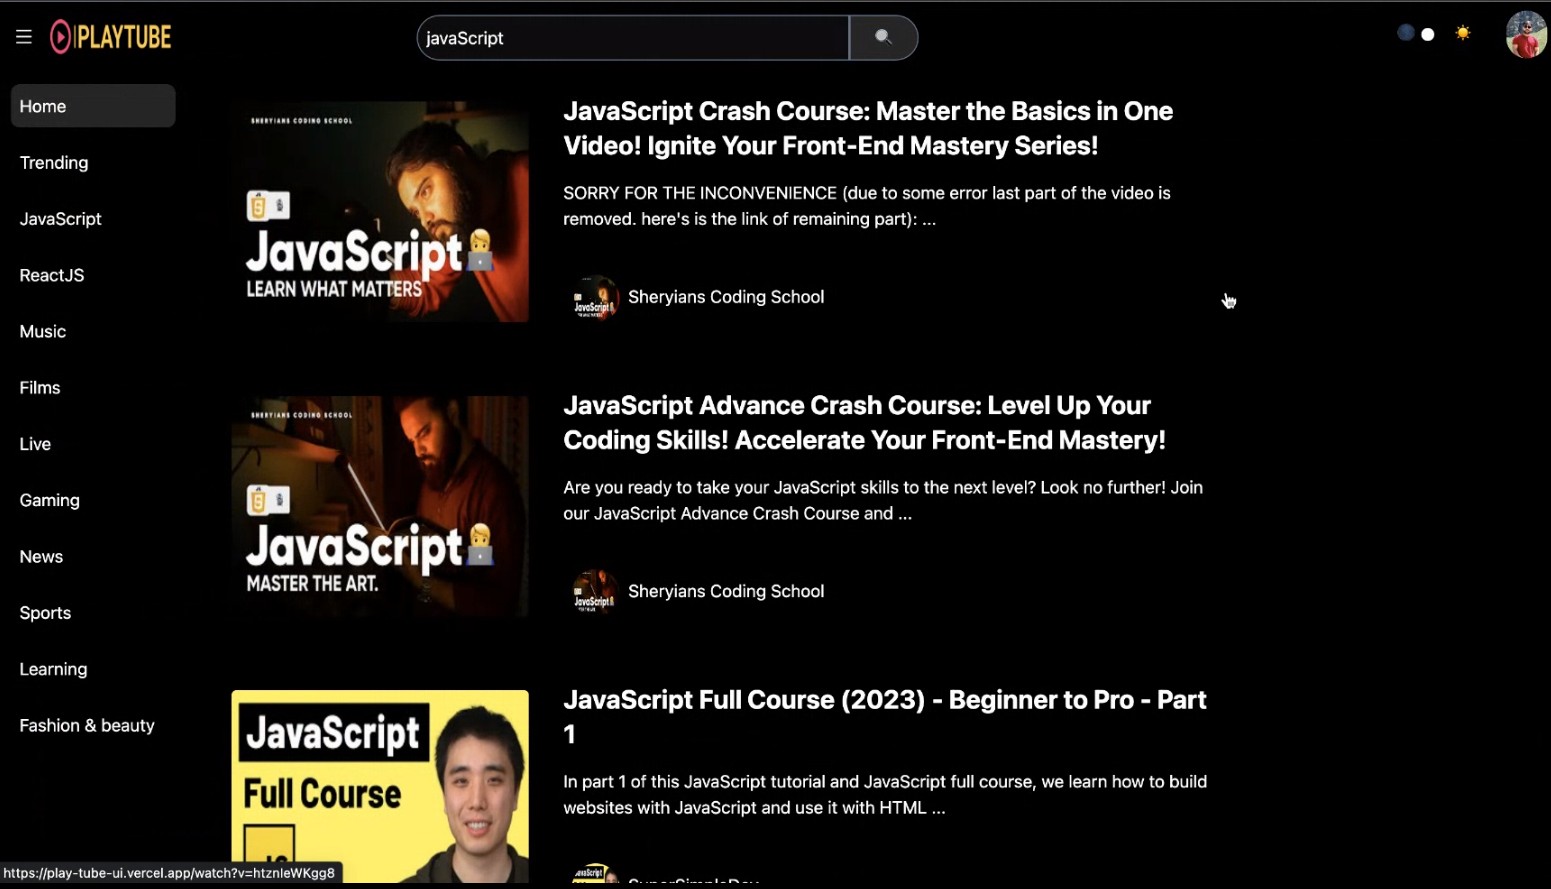 PLAYTUBE
javaScript
Home
Trending
JavaScript
ReactJS
Music
Films
Live
Gaming
News
Sports
Learning
Fashion & beauty
SHERYIANS CODING SCHOOL
JavaScript
LEARN WHAT MATTERS
JavaScript Crash Course: Master the Basics in One
Video! Ignite Your Front-End Mastery Series!
SORRY FOR THE INCONVENIENCE (due to some error last part of the video is
removed. here's is the link of remaining part): ...
JavaScript
Sheryians Coding School
SHERYIANS CODING SCHOOL
JavaScript
MASTER THE ART.
JavaScript Advance Crash Course: Level Up Your
Coding Skills! Accelerate Your Front-End Mastery!
Are you ready to take your JavaScript skills to the next level? Look no further! Join
our JavaScript Advance Crash Course and ...
JavaScript
Sheryians Coding School
JavaScript
Full Course
JS
JavaScript Full Course (2023) - Beginner to Pro - Part
1
In part 1 of this JavaScript tutorial and JavaScript full course, we learn how to build
websites with JavaScript and use it with HTML ...
JavaScript
SuperSimpleDev
https://play-tube-ui.vercel.app/watch?v=htznIeWKgg8